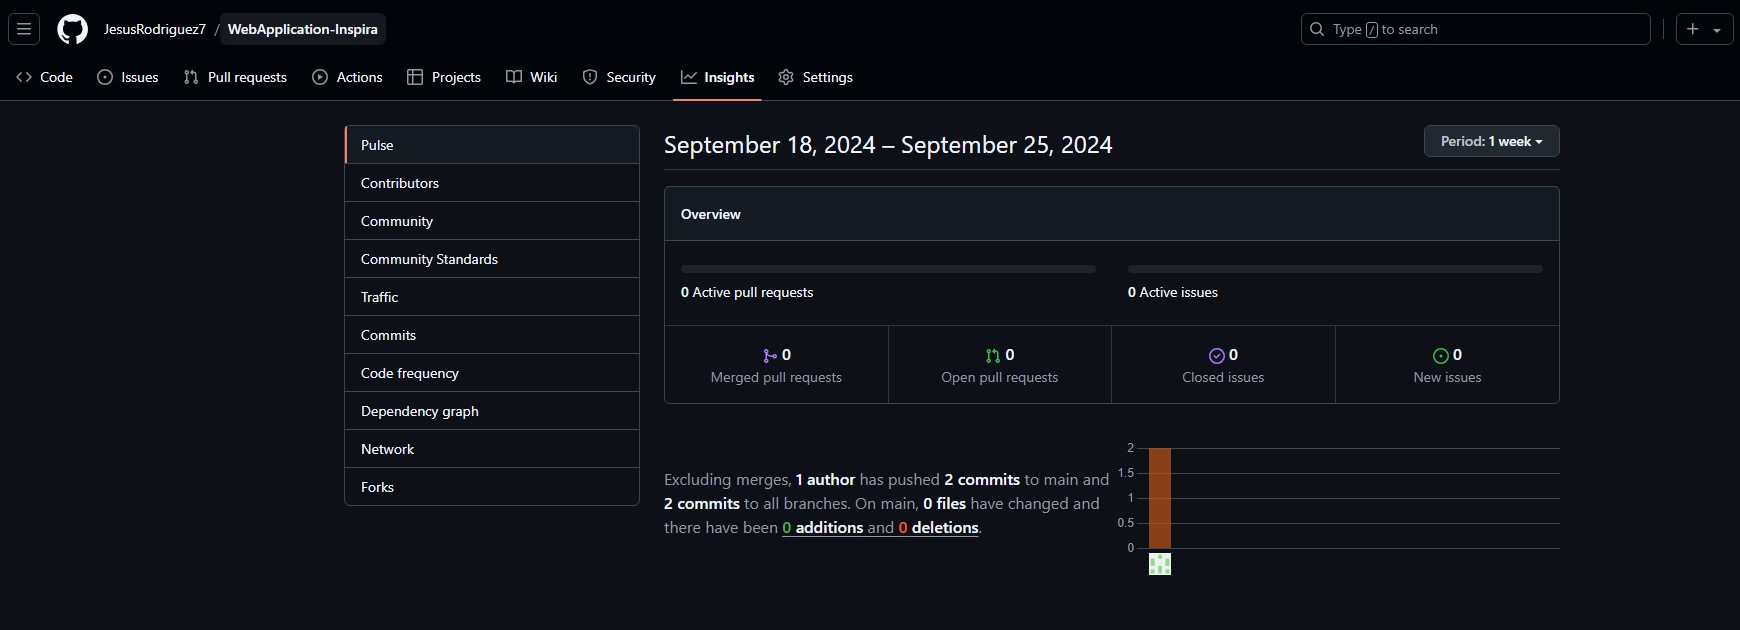 JesusRodriguez7 / WebApplication-Inspira
Type / to search
Code Issues Pull requests Actions Projects Wiki Security Insights Settings
Pulse
Contributors
Community
Community Standards
Traffic
Commits
Code frequency
Dependency graph
Network
Forks
September 18, 2024 – September 25, 2024
Period: 1 week
Overview
0 Active pull requests
0 Active issues
0
Merged pull requests
0
Open pull requests
0
Closed issues
0
New issues
Excluding merges, 1 author has pushed 2 commits to main and
2 commits to all branches. On main, 0 files have changed and
there have been 0 additions and 0 deletions.
2
1.5
1
0.5
0